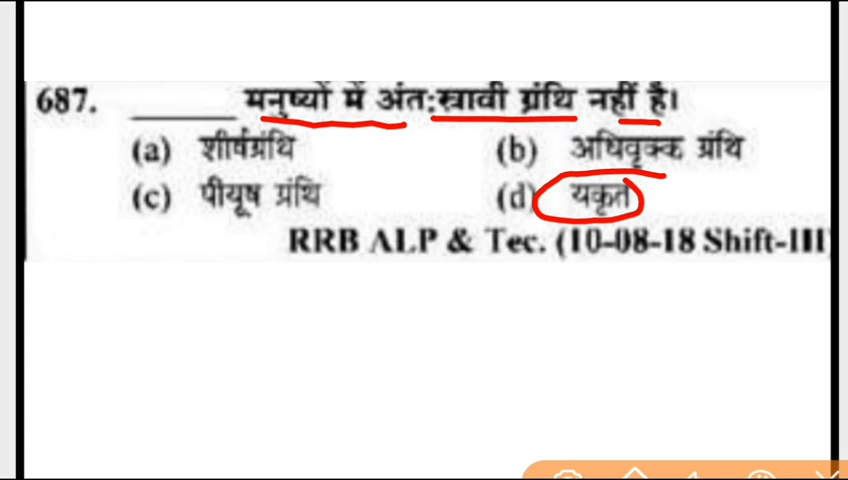 687. ______ मनुष्यों में अंत:स्रावी ग्रंथि नहीं है।
(a) शीर्षग्रंथि (b) अधिवृक्क ग्रंथि
(c) पीयूष ग्रंथि (d) यकृत
RRB ALP & Tec. (10-08-18 Shift-III)